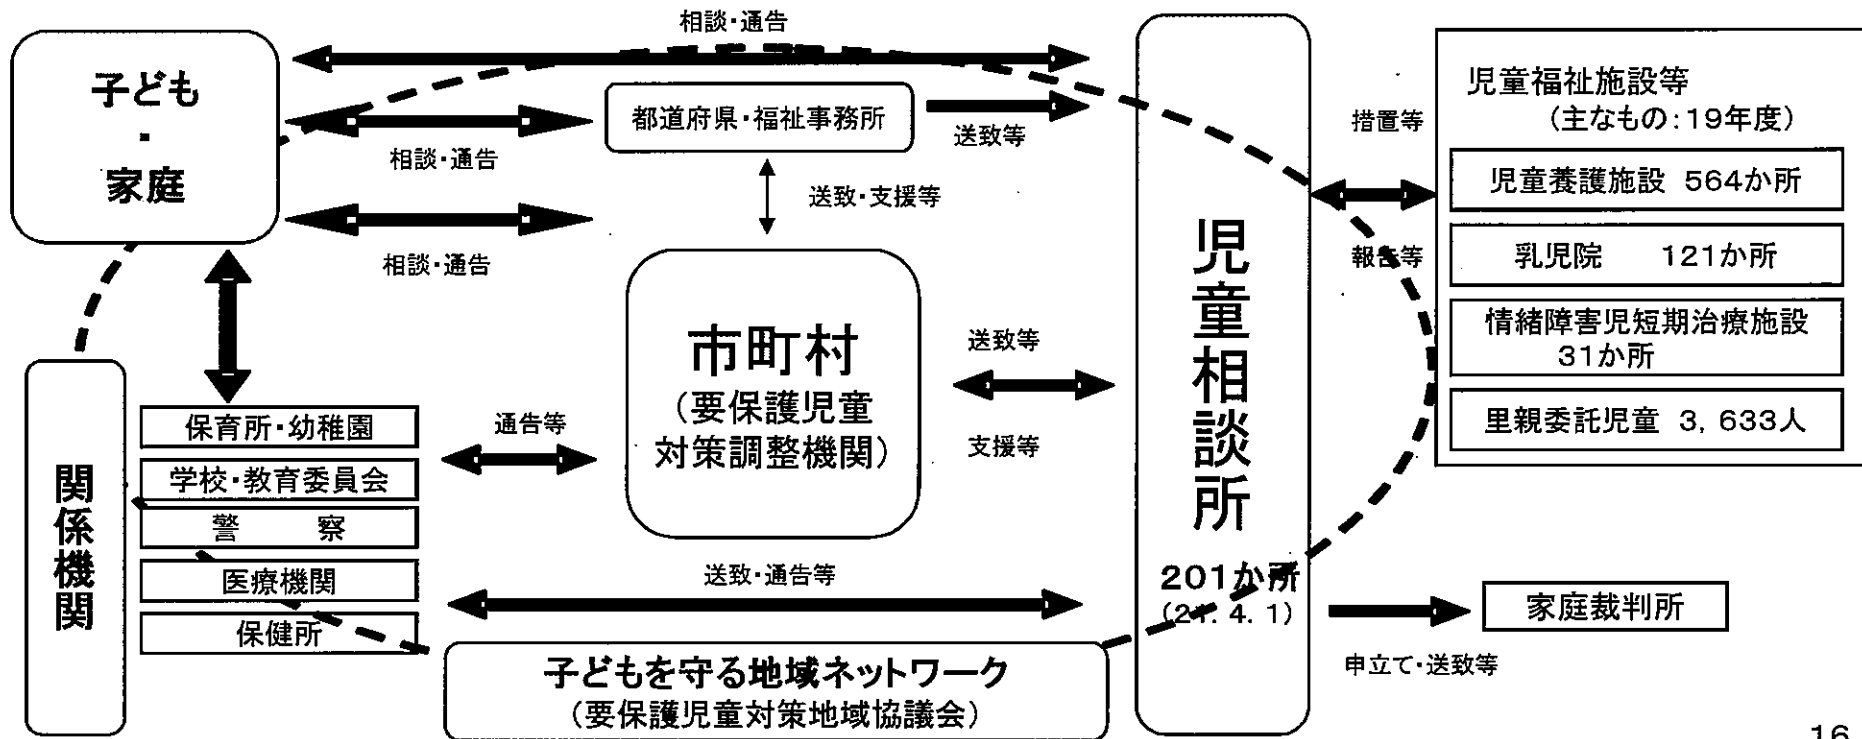 相談・通告
子ども
・
家庭
都道府県・福祉事務所
送致等
相談・通告
送致・支援等
相談・通告
市町村
(要保護児童
対策調整機関)
送致等
支援等
児童相談所
201か所
(21. 4. 1)
措置等
報告等
児童福祉施設等
(主なもの:19年度)
児童養護施設 564か所
乳児院 121か所
情緒障害児短期治療施設
31か所
里親委託児童 3, 633人
関係機関
保育所・幼稚園
学校・教育委員会
警 察
医療機関
保健所
通告等
送致・通告等
子どもを守る地域ネットワーク
(要保護児童対策地域協議会)
家庭裁判所
申立て・送致等
16